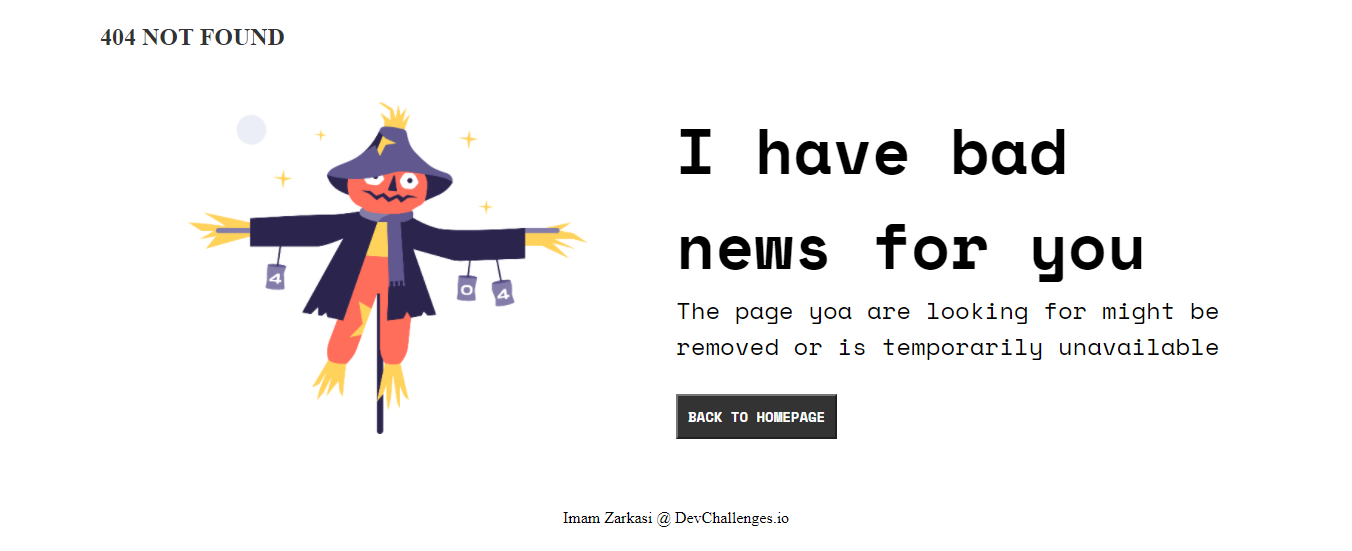 404 NOT FOUND
4
0
4
I have bad
news for you
The page yoa are looking for might be
removed or is temporarily unavailable
BACK TO HOMEPAGE
Imam Zarkasi @ DevChallenges.io